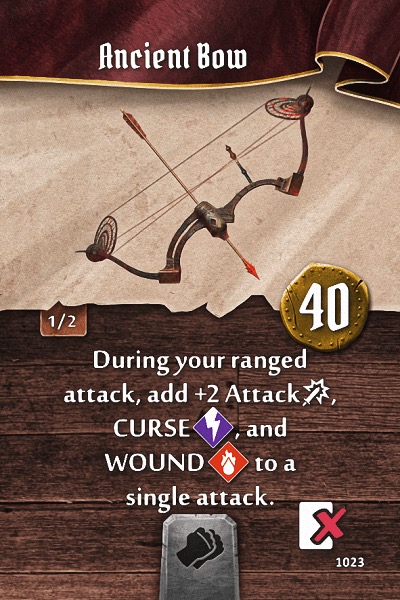 Ancient Bow
40
1/2
During your ranged
attack, add +2 Attack,
CURSE, and
WOUND to a
single attack.
1023